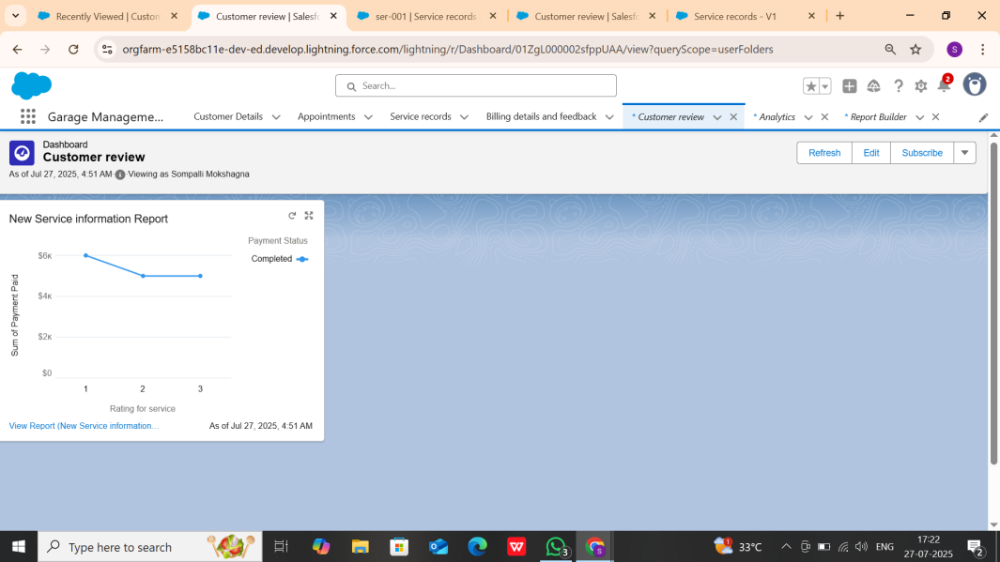 Recently Viewed | Custon
Customer review | Salesf
ser-001 | Service records
Customer review | Salesf
Service records - V1
orgfarm-e5158bc11e-dev-ed.develop.lightning.force.com/lightning/r/Dashboard/01ZgL000002sfppUAA/view?queryScope=userFolders
S
Search...
2
Garage Manageme...
Customer Details
Appointments
Service records
Billing details and feedback
* Customer review
* Analytics
* Report Builder
Dashboard
Customer review
As of Jul 27, 2025, 4:51 AM Viewing as Sompalli Mokshagna
Refresh
Edit
Subscribe
New Service information Report
Payment Status
Completed
Sum of Payment Paid
$6K
$4K
$2K
$0
1 2 3
Rating for service
View Report (New Service information...
As of Jul 27, 2025, 4:51 AM
Type here to search
W
3
S
1
33°C
ENG
17:22
27-07-2025
2